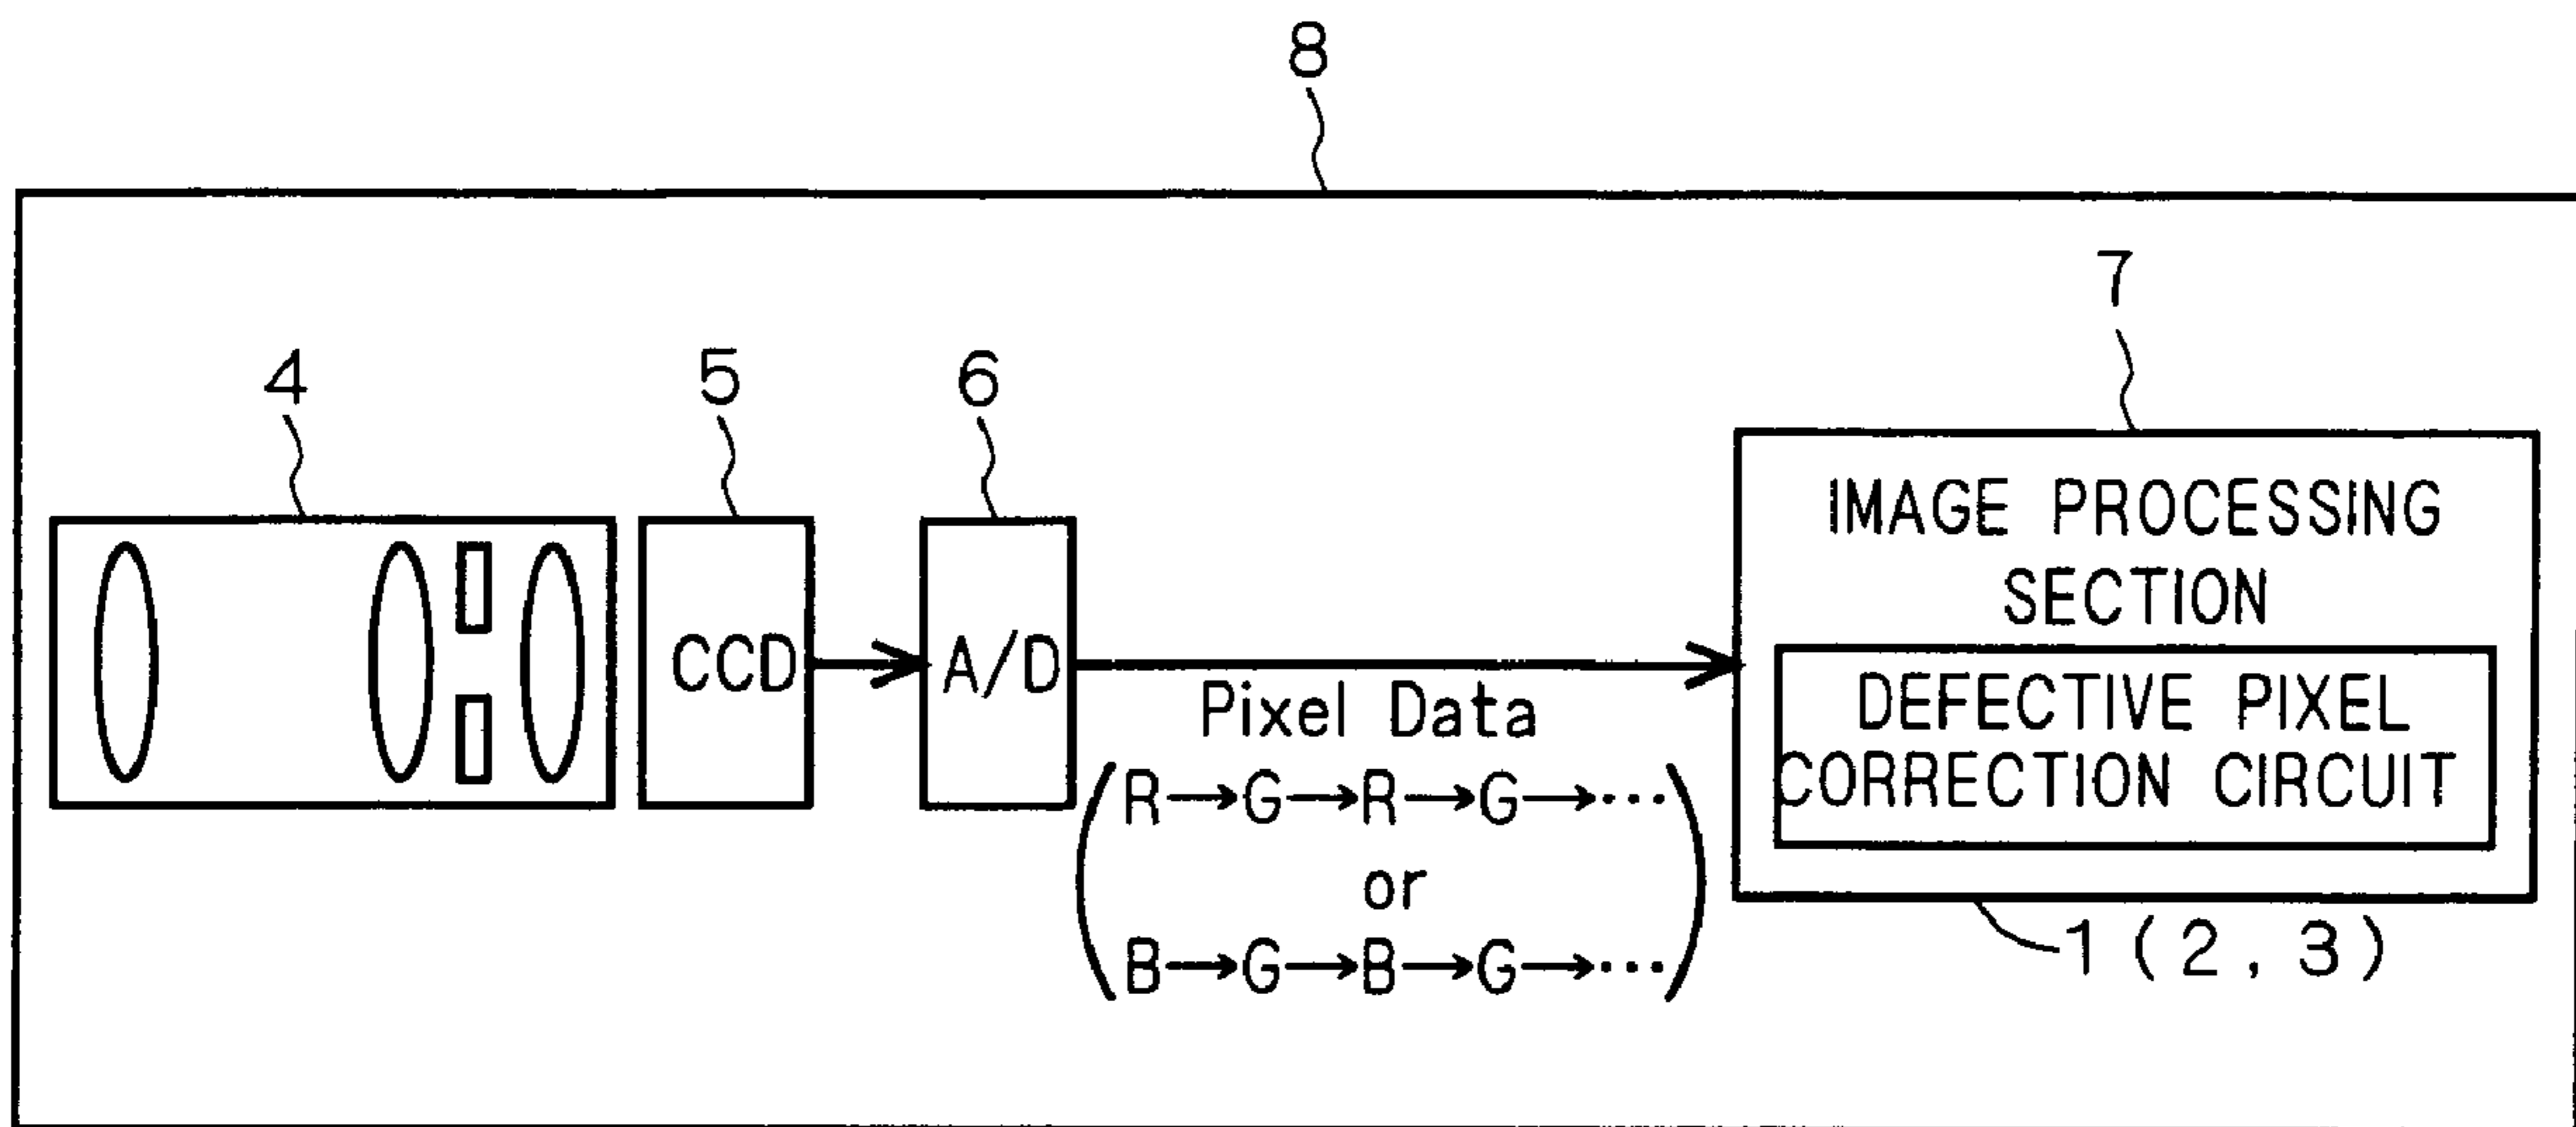 8
7
4
5
6
IMAGE PROCESSING
SECTION
CCD
A/D
Pixel Data
DEFECTIVE PIXEL
CORRECTION CIRCUIT
(R→G→R→G→···
or
B→G→B→G→···)
1(2,3)